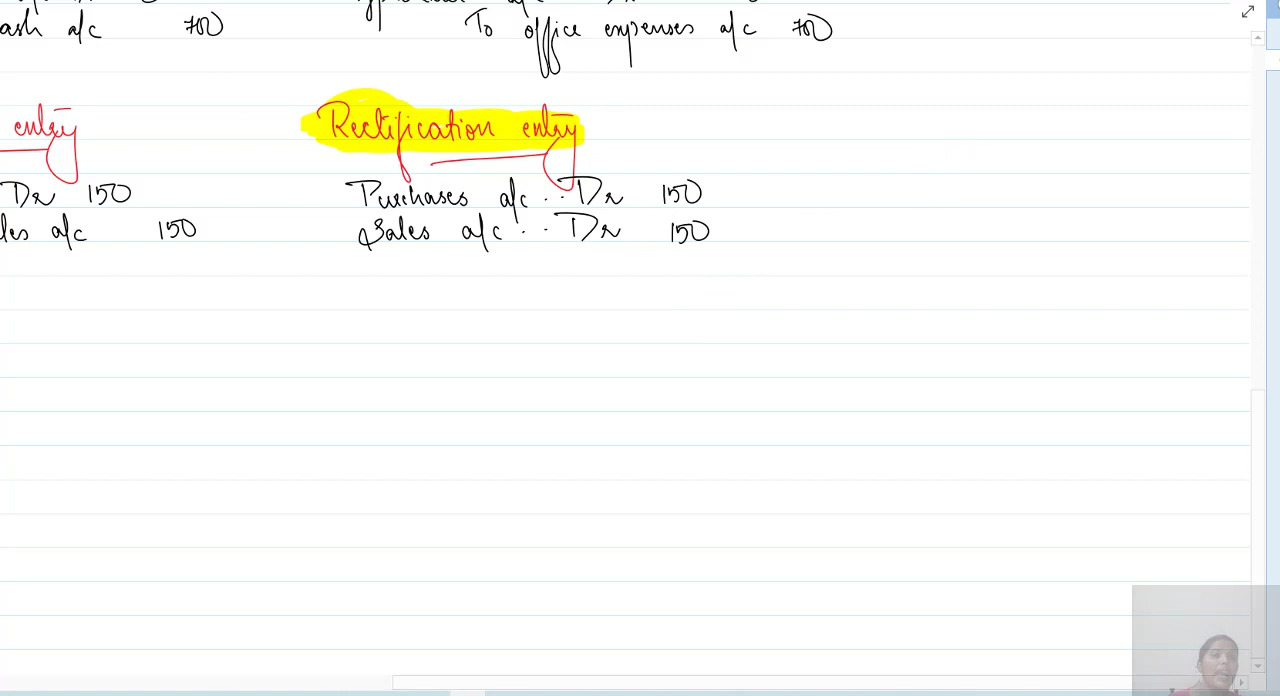 ash a/c 700 To office expenses a/c 700
entry Rectification entry
Dr 150 Purchases a/c .. Dr 150
les a/c 150 Sales a/c .. Dr 150